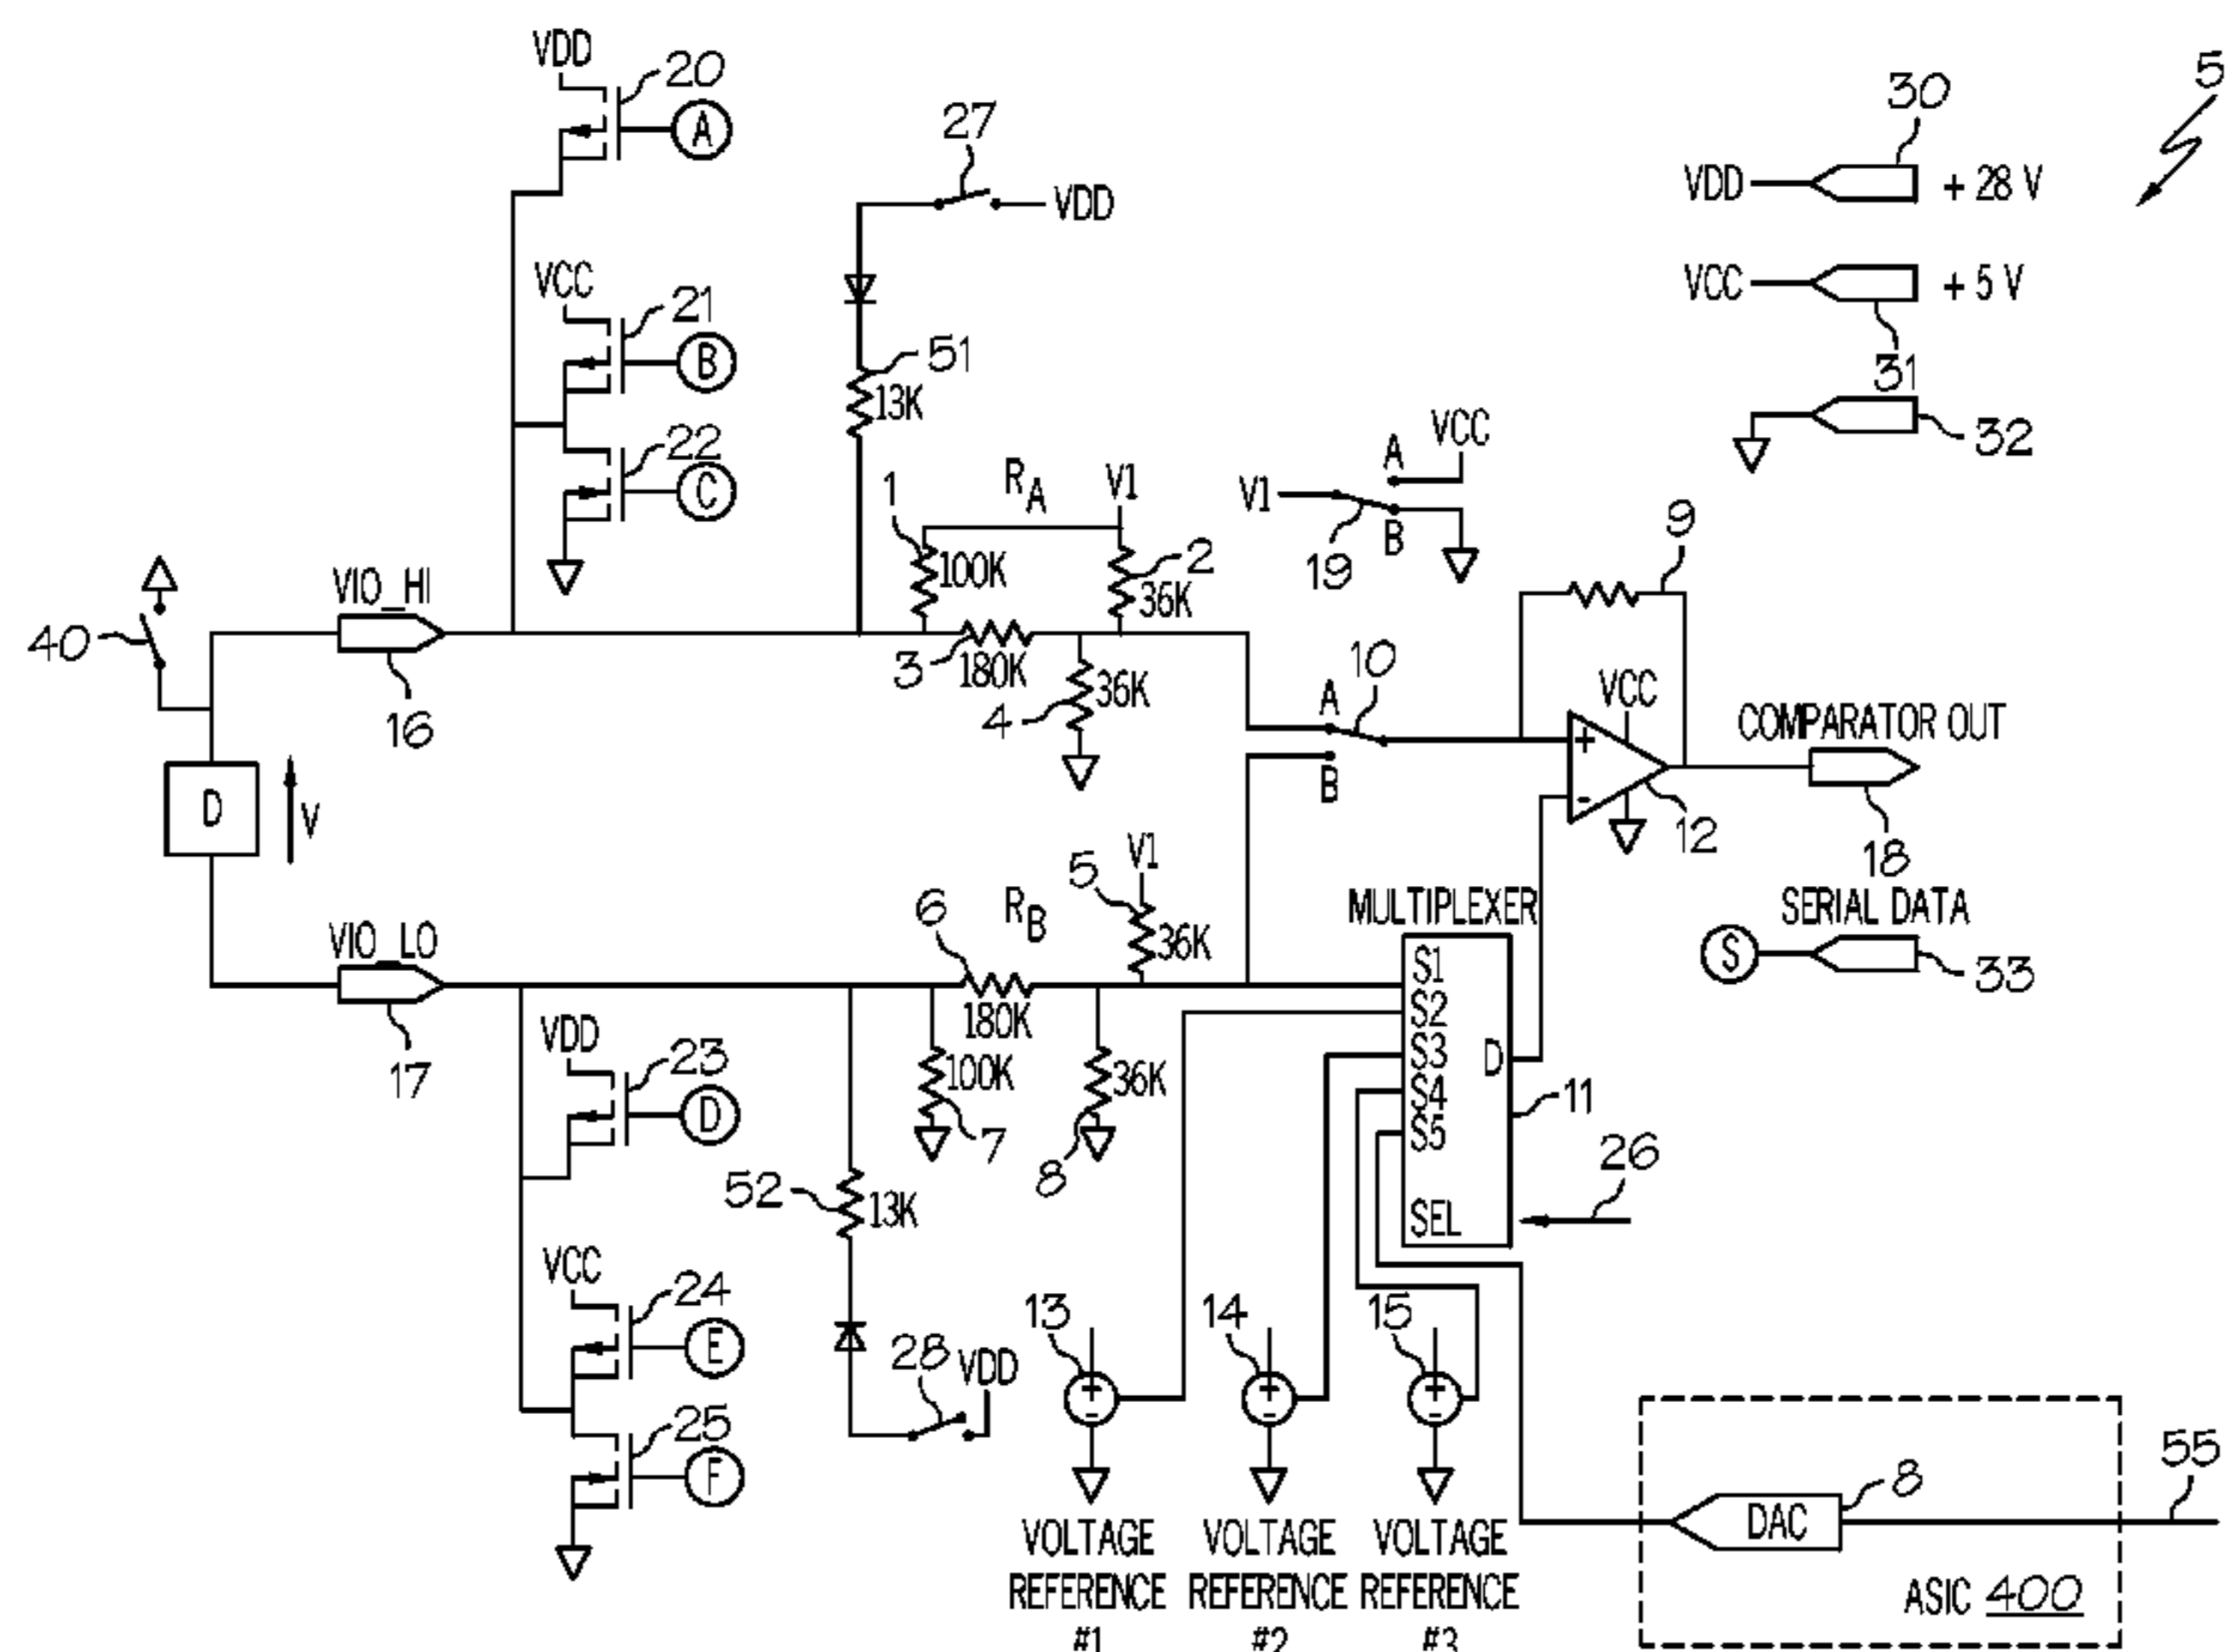 VDD
20
A
27
VDD
5
30
VDD
+ 28 V
VCC
21
B
VCC
+ 5 V
31
51
13K
22
C
32
1
R
A
V1
100K
2
36K
V1
A
VCC
B
19
9
VIO_HI
40
16
3
180K
4
36K
A
10
B
VCC
+
-
12
COMPARATOR OUT
18
D
V
VIO_LO
17
6
R
B
180K
5
V1
36K
MULTIPLEXER
S1
S2
S3
S4
S5
D
SEL
11
26
SERIAL DATA
S
33
VDD
23
D
100K
7
36K
8
52
13K
VCC
24
E
28
VDD
25
F
13
+
-
14
+
-
15
+
-
VOLTAGE
REFERENCE
#1
VOLTAGE
REFERENCE
#2
VOLTAGE
REFERENCE
#3
DAC
8
55
ASIC 400